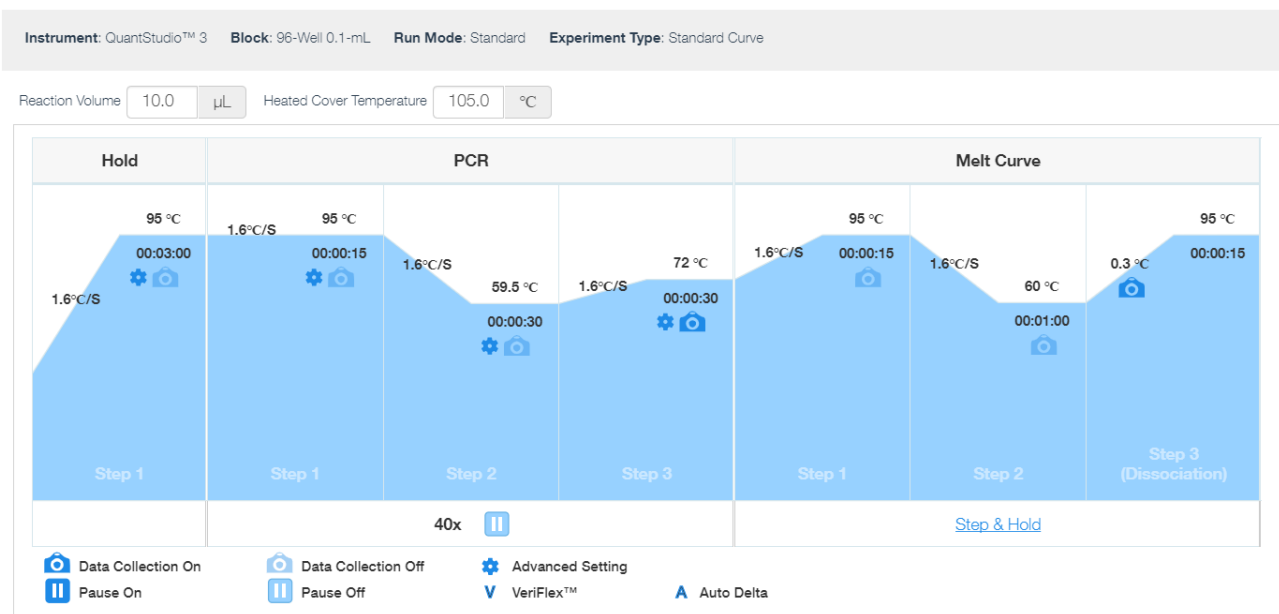 Instrument: QuantStudio™ 3 Block: 96-Well 0.1-mL Run Mode: Standard Experiment Type: Standard Curve
Reaction Volume 10.0 µL Heated Cover Temperature 105.0 °C
Hold PCR Melt Curve
95 °C 95 °C 95 °C 95 °C
1.6°C/S
00:03:00 00:00:15 1.6°C/S 00:00:15 00:00:15
1.6°C/S 72 °C 1.6°C/S 0.3 °C
59.5 °C 1.6°C/S 60 °C
1.6°C/S 00:00:30
00:00:30 00:01:00
Step 1 Step 1 Step 2 Step 3 Step 1 Step 2 Step 3
(Dissociation)
40x Step & Hold
Data Collection On Data Collection Off Advanced Setting
Pause On Pause Off V VeriFlex™ A Auto Delta